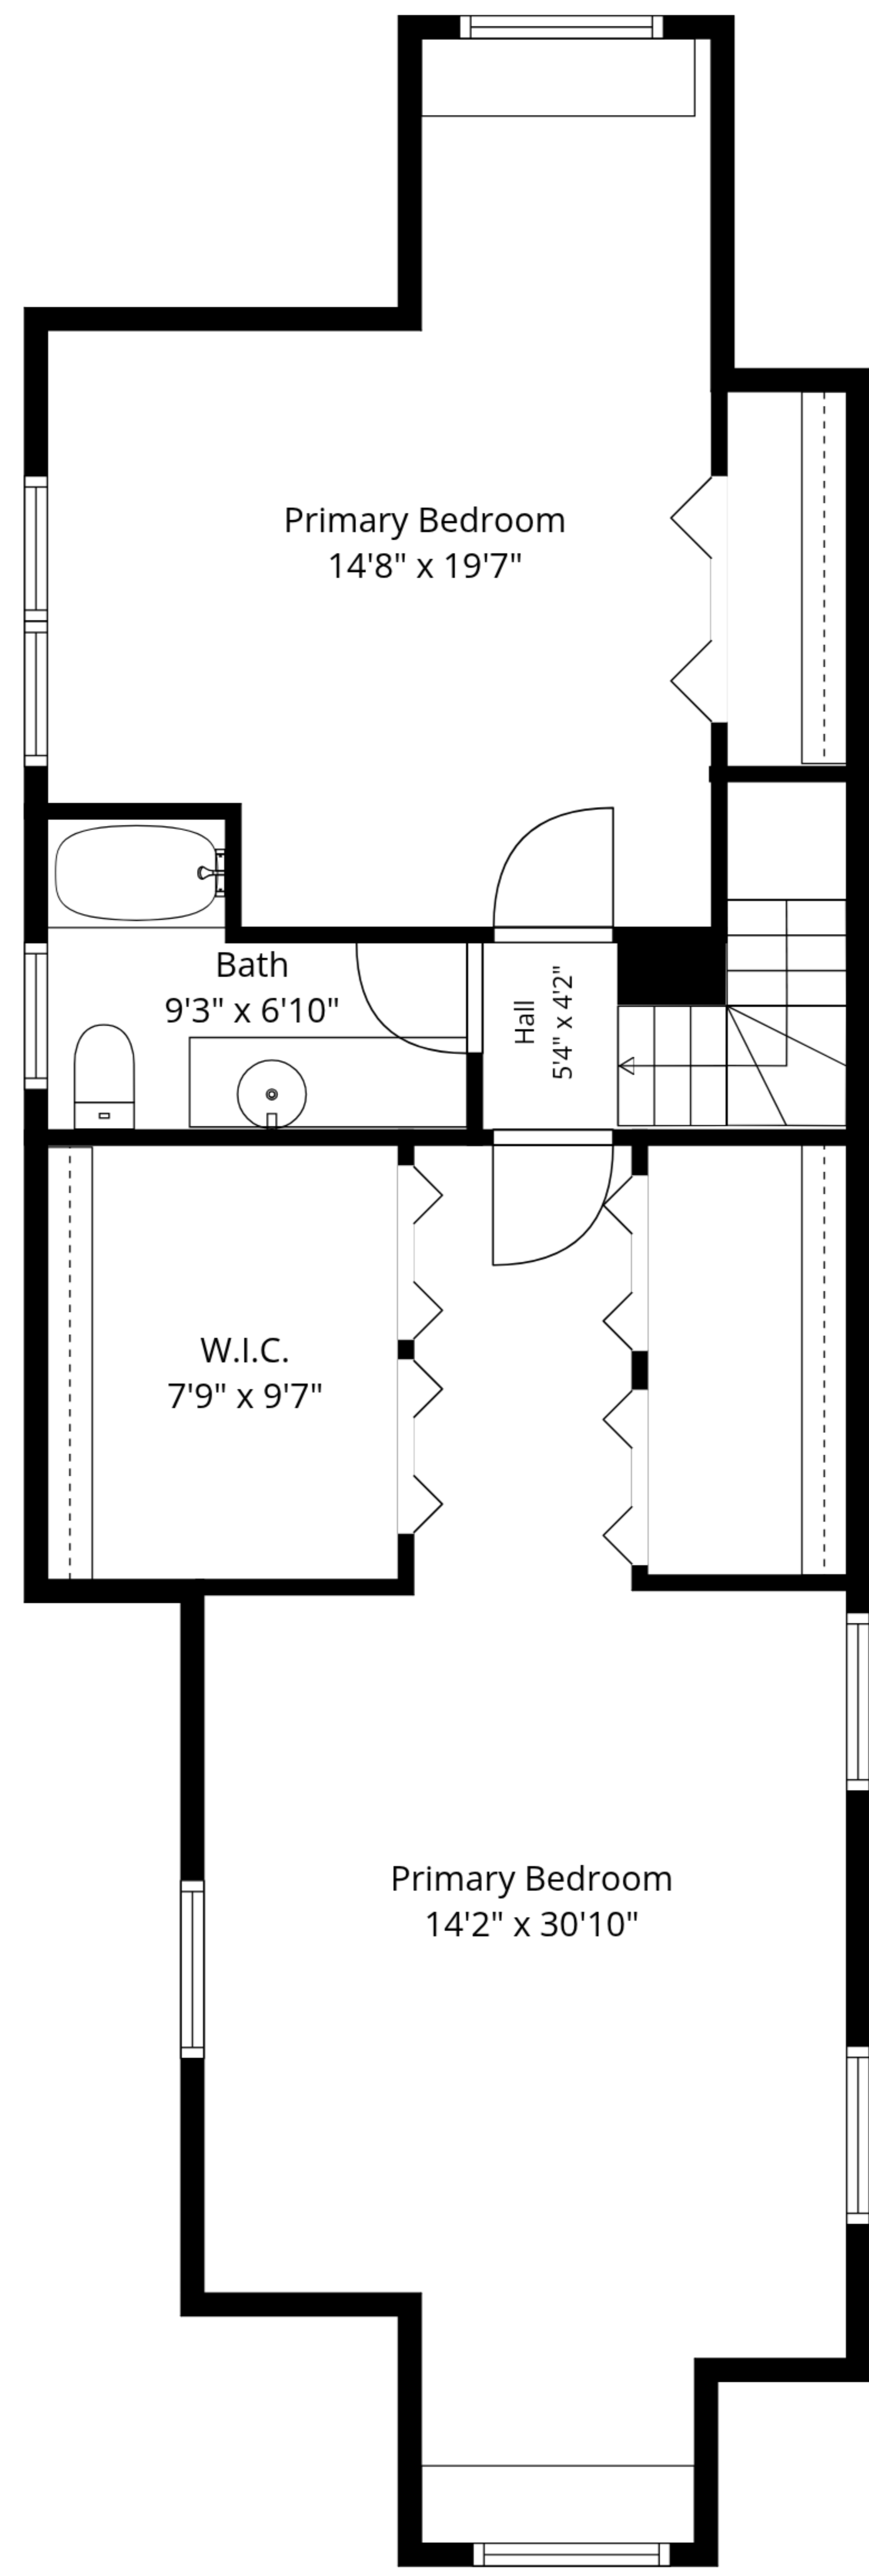 Primary Bedroom
14'8" x 19'7"
Bath
9'3" x 6'10"
Hall
5'4" x 4'2"
W.I.C.
7'9" x 9'7"
Primary Bedroom
14'2" x 30'10"